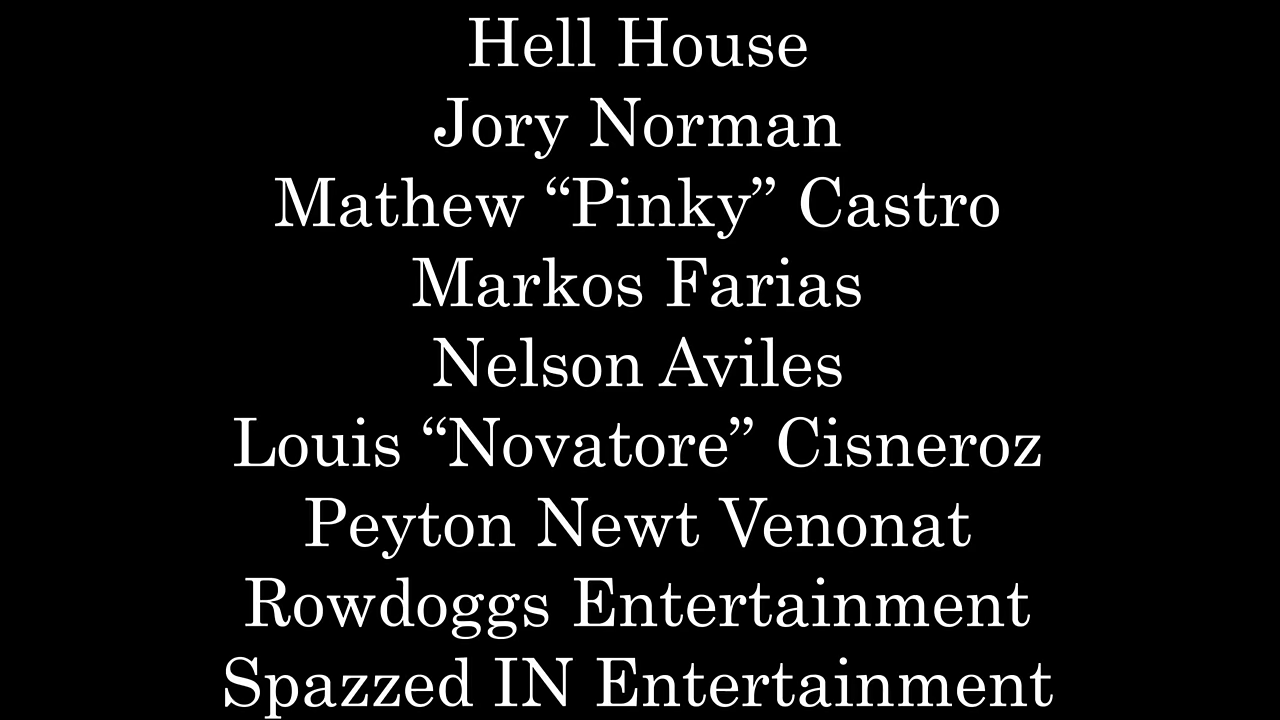 Hell House
Jory Norman
Mathew “Pinky” Castro
Markos Farias
Nelson Aviles
Louis “Novatore” Cisneroz
Peyton Newt Venonat
Rowdoggs Entertainment
Spazzed IN Entertainment